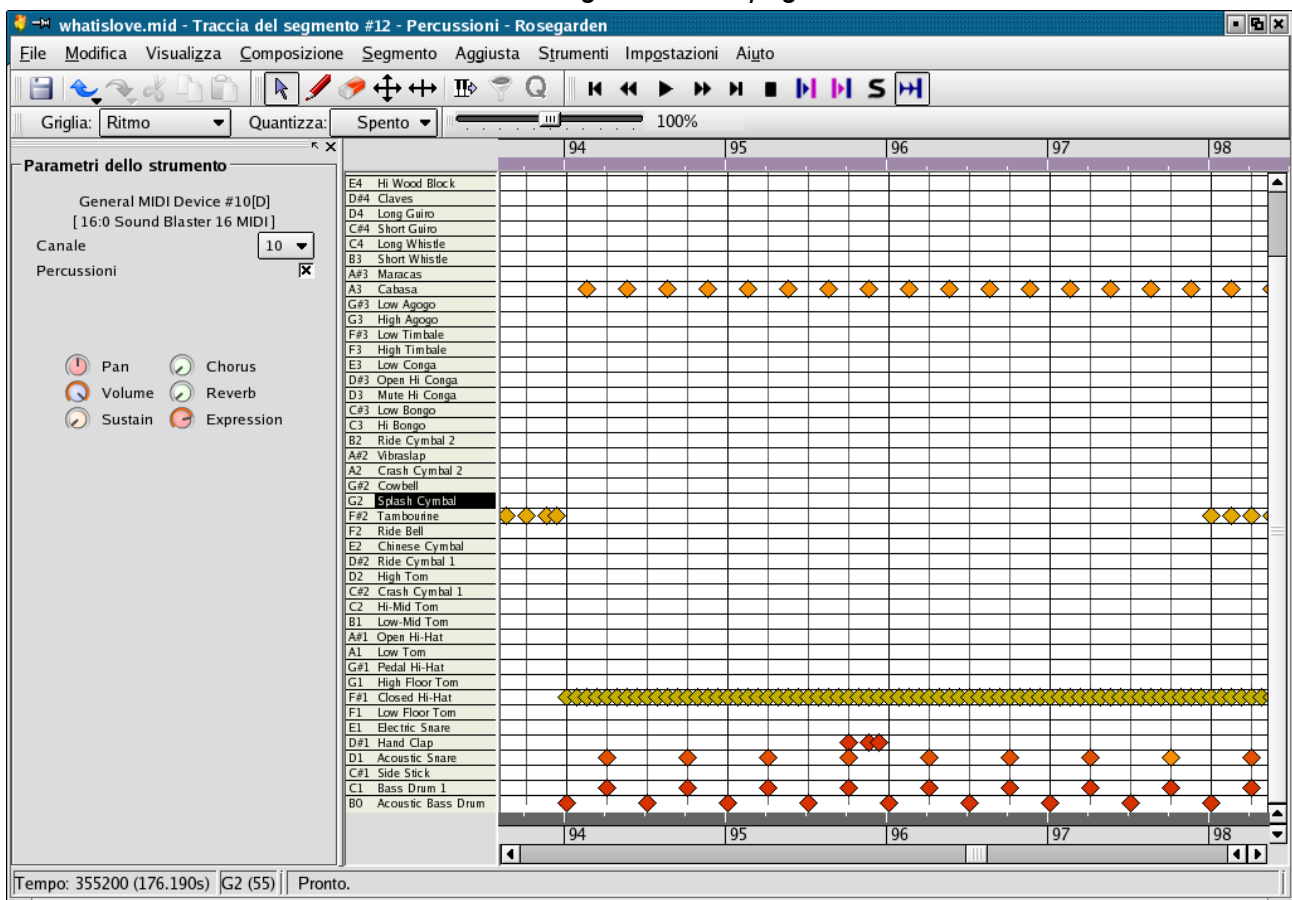 whatislove.mid - Traccia del segmento #12 - Percussioni - Rosegarden
File Modifica Visualizza Composizione Segmento Aggiusta Strumenti Impostazioni Aiuto
Q S
Griglia: Ritmo Quantizza: Spento 100%
Parametri dello strumento
General MIDI Device #10[D]
[ 16:0 Sound Blaster 16 MIDI ]
Canale 10
Percussioni
Pan Chorus
Volume Reverb
Sustain Expression
94 95 96 97 98
E4 Hi Wood Block
D#4 Claves
D4 Long Guiro
C#4 Short Guiro
C4 Long Whistle
B3 Short Whistle
A#3 Maracas
A3 Cabasa
G#3 Low Agogo
G3 High Agogo
F#3 Low Timbale
F3 High Timbale
E3 Low Conga
D#3 Open Hi Conga
D3 Mute Hi Conga
C#3 Low Bongo
C3 Hi Bongo
B2 Ride Cymbal 2
A#2 Vibraslap
A2 Crash Cymbal 2
G#2 Cowbell
G2 Splash Cymbal
F#2 Tambourine
F2 Ride Bell
E2 Chinese Cymbal
D#2 Ride Cymbal 1
D2 High Tom
C#2 Crash Cymbal 1
C2 Hi-Mid Tom
B1 Low-Mid Tom
A#1 Open Hi-Hat
A1 Low Tom
G#1 Pedal Hi-Hat
G1 High Floor Tom
F#1 Closed Hi-Hat
F1 Low Floor Tom
E1 Electric Snare
D#1 Hand Clap
D1 Acoustic Snare
C#1 Side Stick
C1 Bass Drum 1
B0 Acoustic Bass Drum
94 95 96 97 98
Tempo: 355200 (176.190s) G2 (55) Pronto.